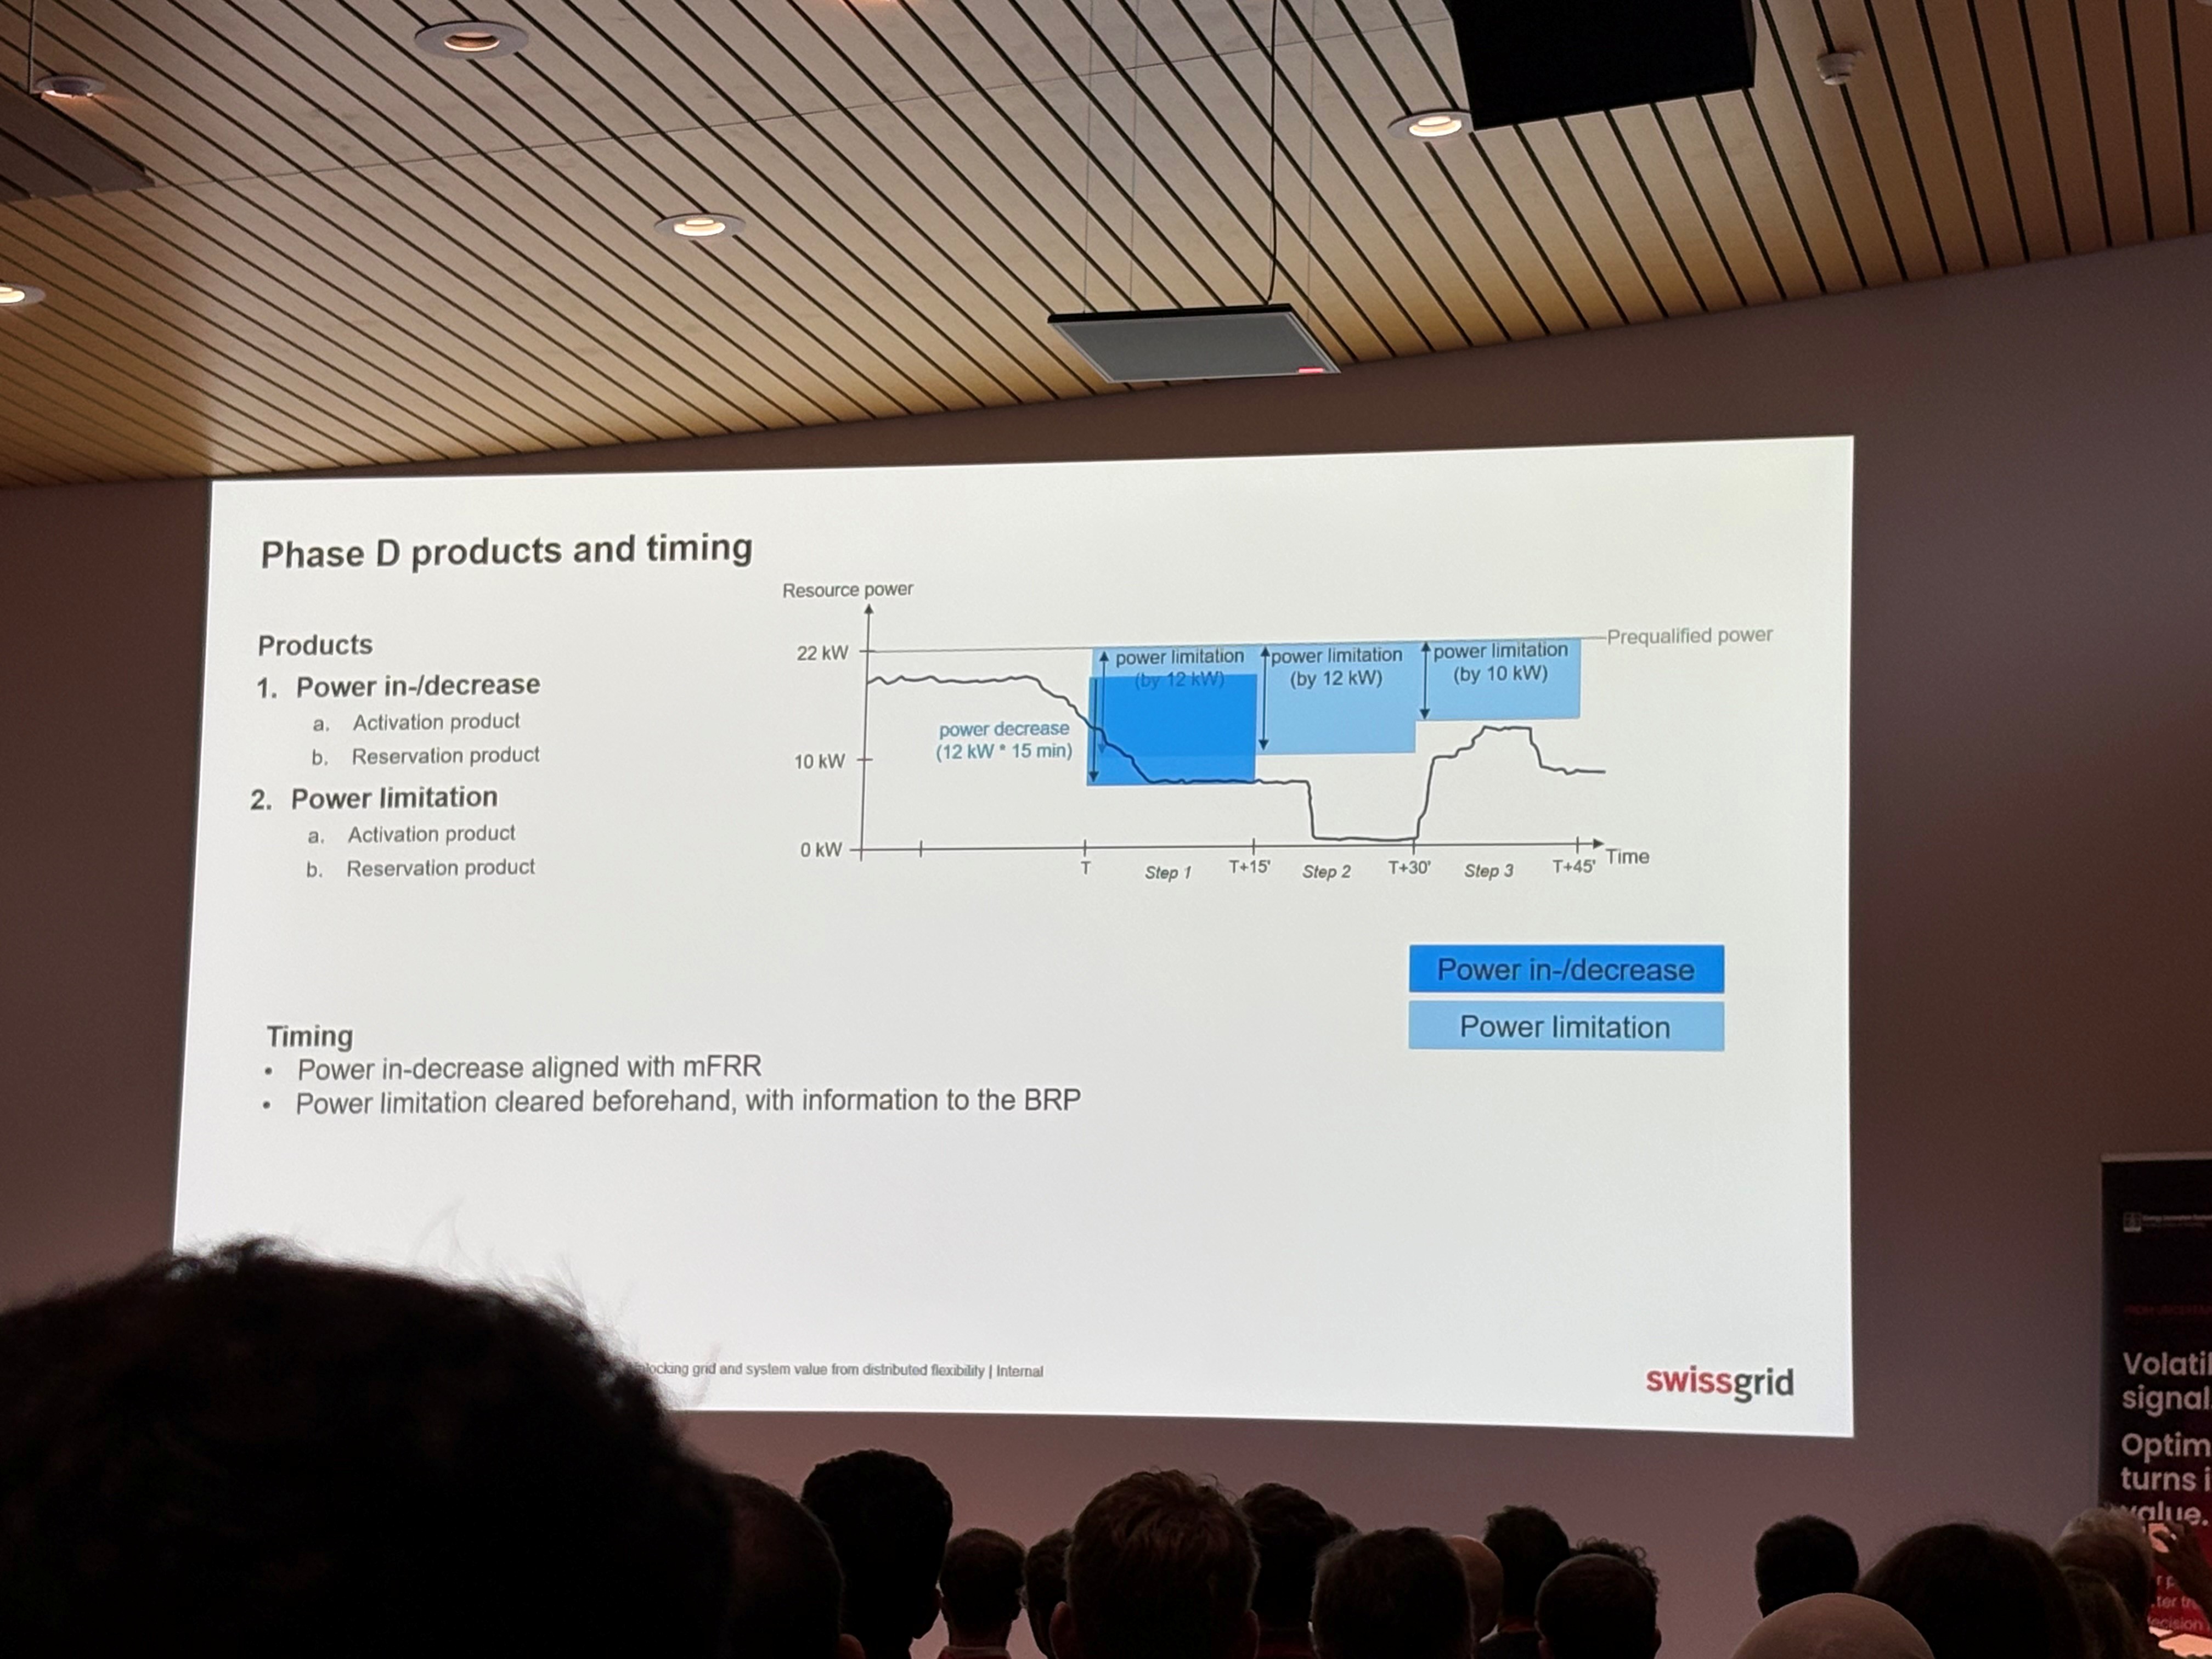 Phase D products and timing
Products
1. Power in-/decrease
a. Activation product
b. Reservation product
2. Power limitation
a. Activation product
b. Reservation product
Resource power
22 kW
10 kW
0 kW
Prequalified power
power limitation
(by 12 kW)
power limitation
(by 12 kW)
power limitation
(by 10 kW)
power decrease
(12 kW * 15 min)
T
Step 1
T+15'
Step 2
T+30'
Step 3
T+45'
Time
Power in-/decrease
Power limitation
Timing
• Power in-decrease aligned with mFRR
• Power limitation cleared beforehand, with information to the BRP
locking grid and system value from distributed flexibility | Internal
swissgrid
Volatil
signal
Optim
turns i
value.